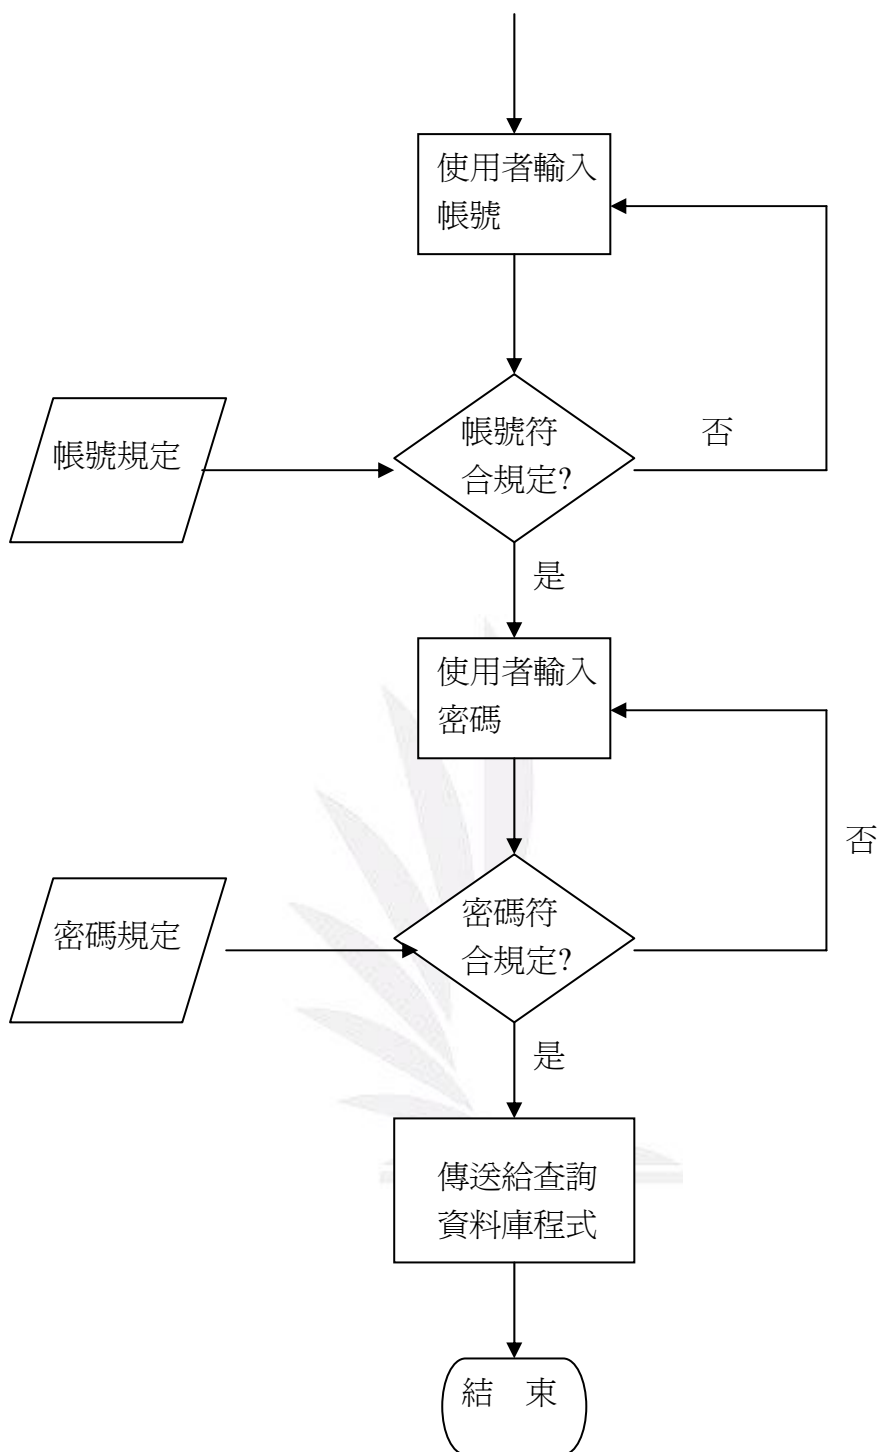 使用者輸入
帳號
帳號規定
帳號符
合規定?
否
是
使用者輸入
密碼
否
密碼規定
密碼符
合規定?
是
傳送給查詢
資料庫程式
結　束